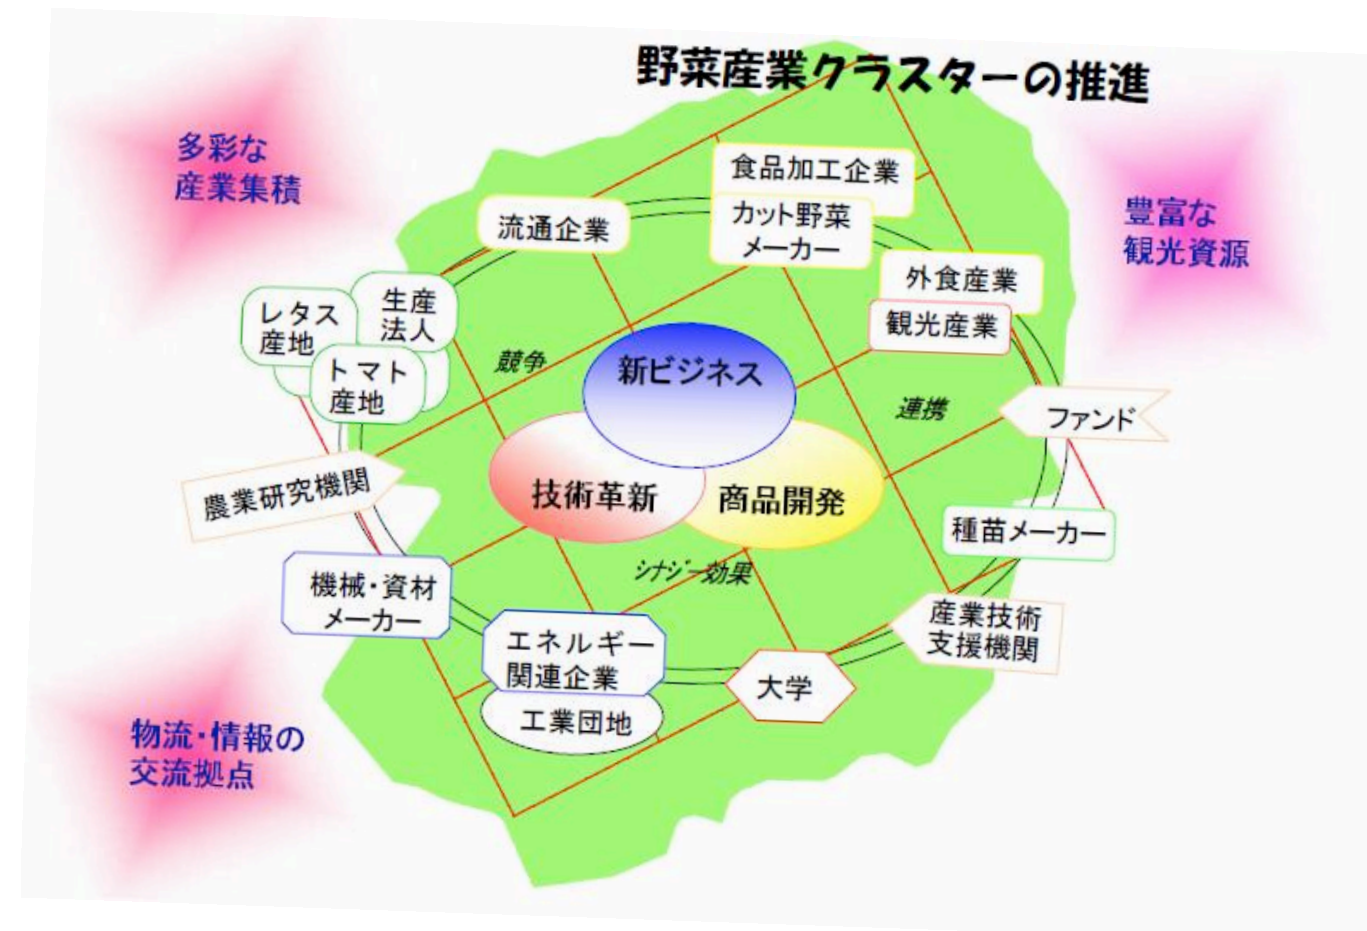 野菜産業クラスターの推進
多彩な
産業集積
豊富な
観光資源
食品加工企業
カット野菜
メーカー
流通企業
外食産業
観光産業
生産
法人
レタス
産地
トマト
産地
競争
新ビジネス
連携
ファンド
農業研究機関
技術革新
商品開発
種苗メーカー
シナジー効果
機械・資材
メーカー
産業技術
支援機関
エネルギー
関連企業
大学
工業団地
物流・情報の
交流拠点